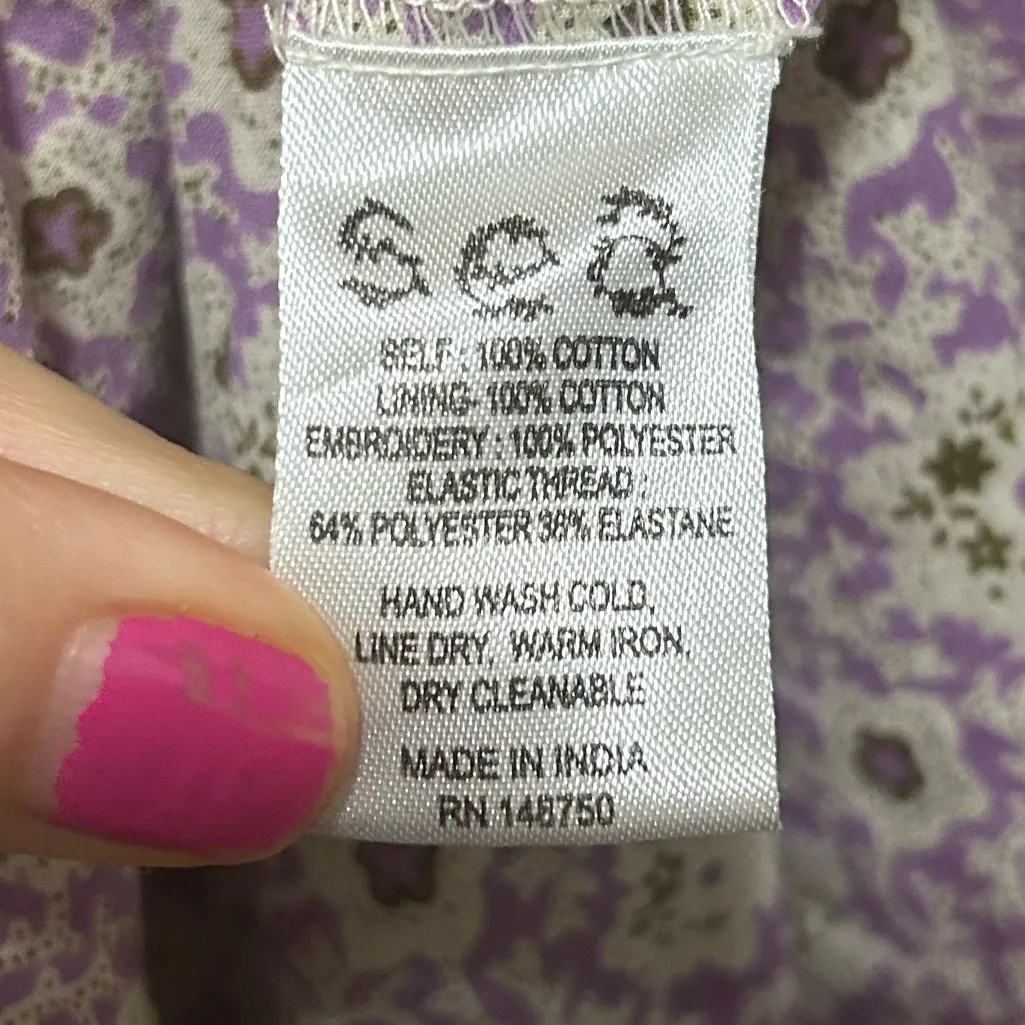 SELF : 100% COTTON
LINING- 100% COTTON
EMBROIDERY : 100% POLYESTER
ELASTIC THREAD :
64% POLYESTER 36% ELASTANE
HAND WASH COLD,
LINE DRY, WARM IRON,
DRY CLEANABLE
MADE IN INDIA
RN 148750